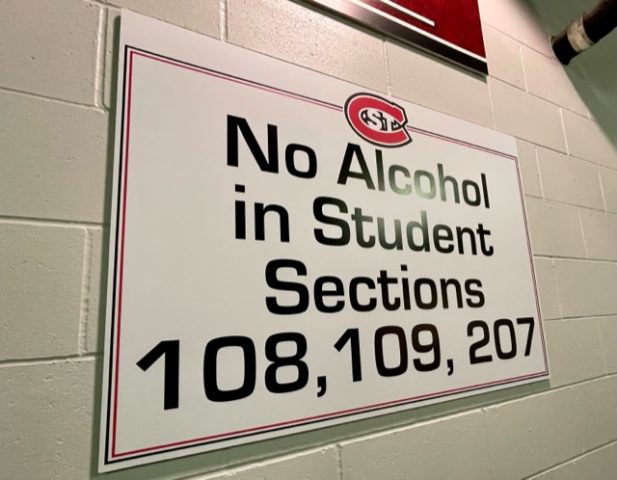 No Alcohol
in Student
Sections
108,109, 207